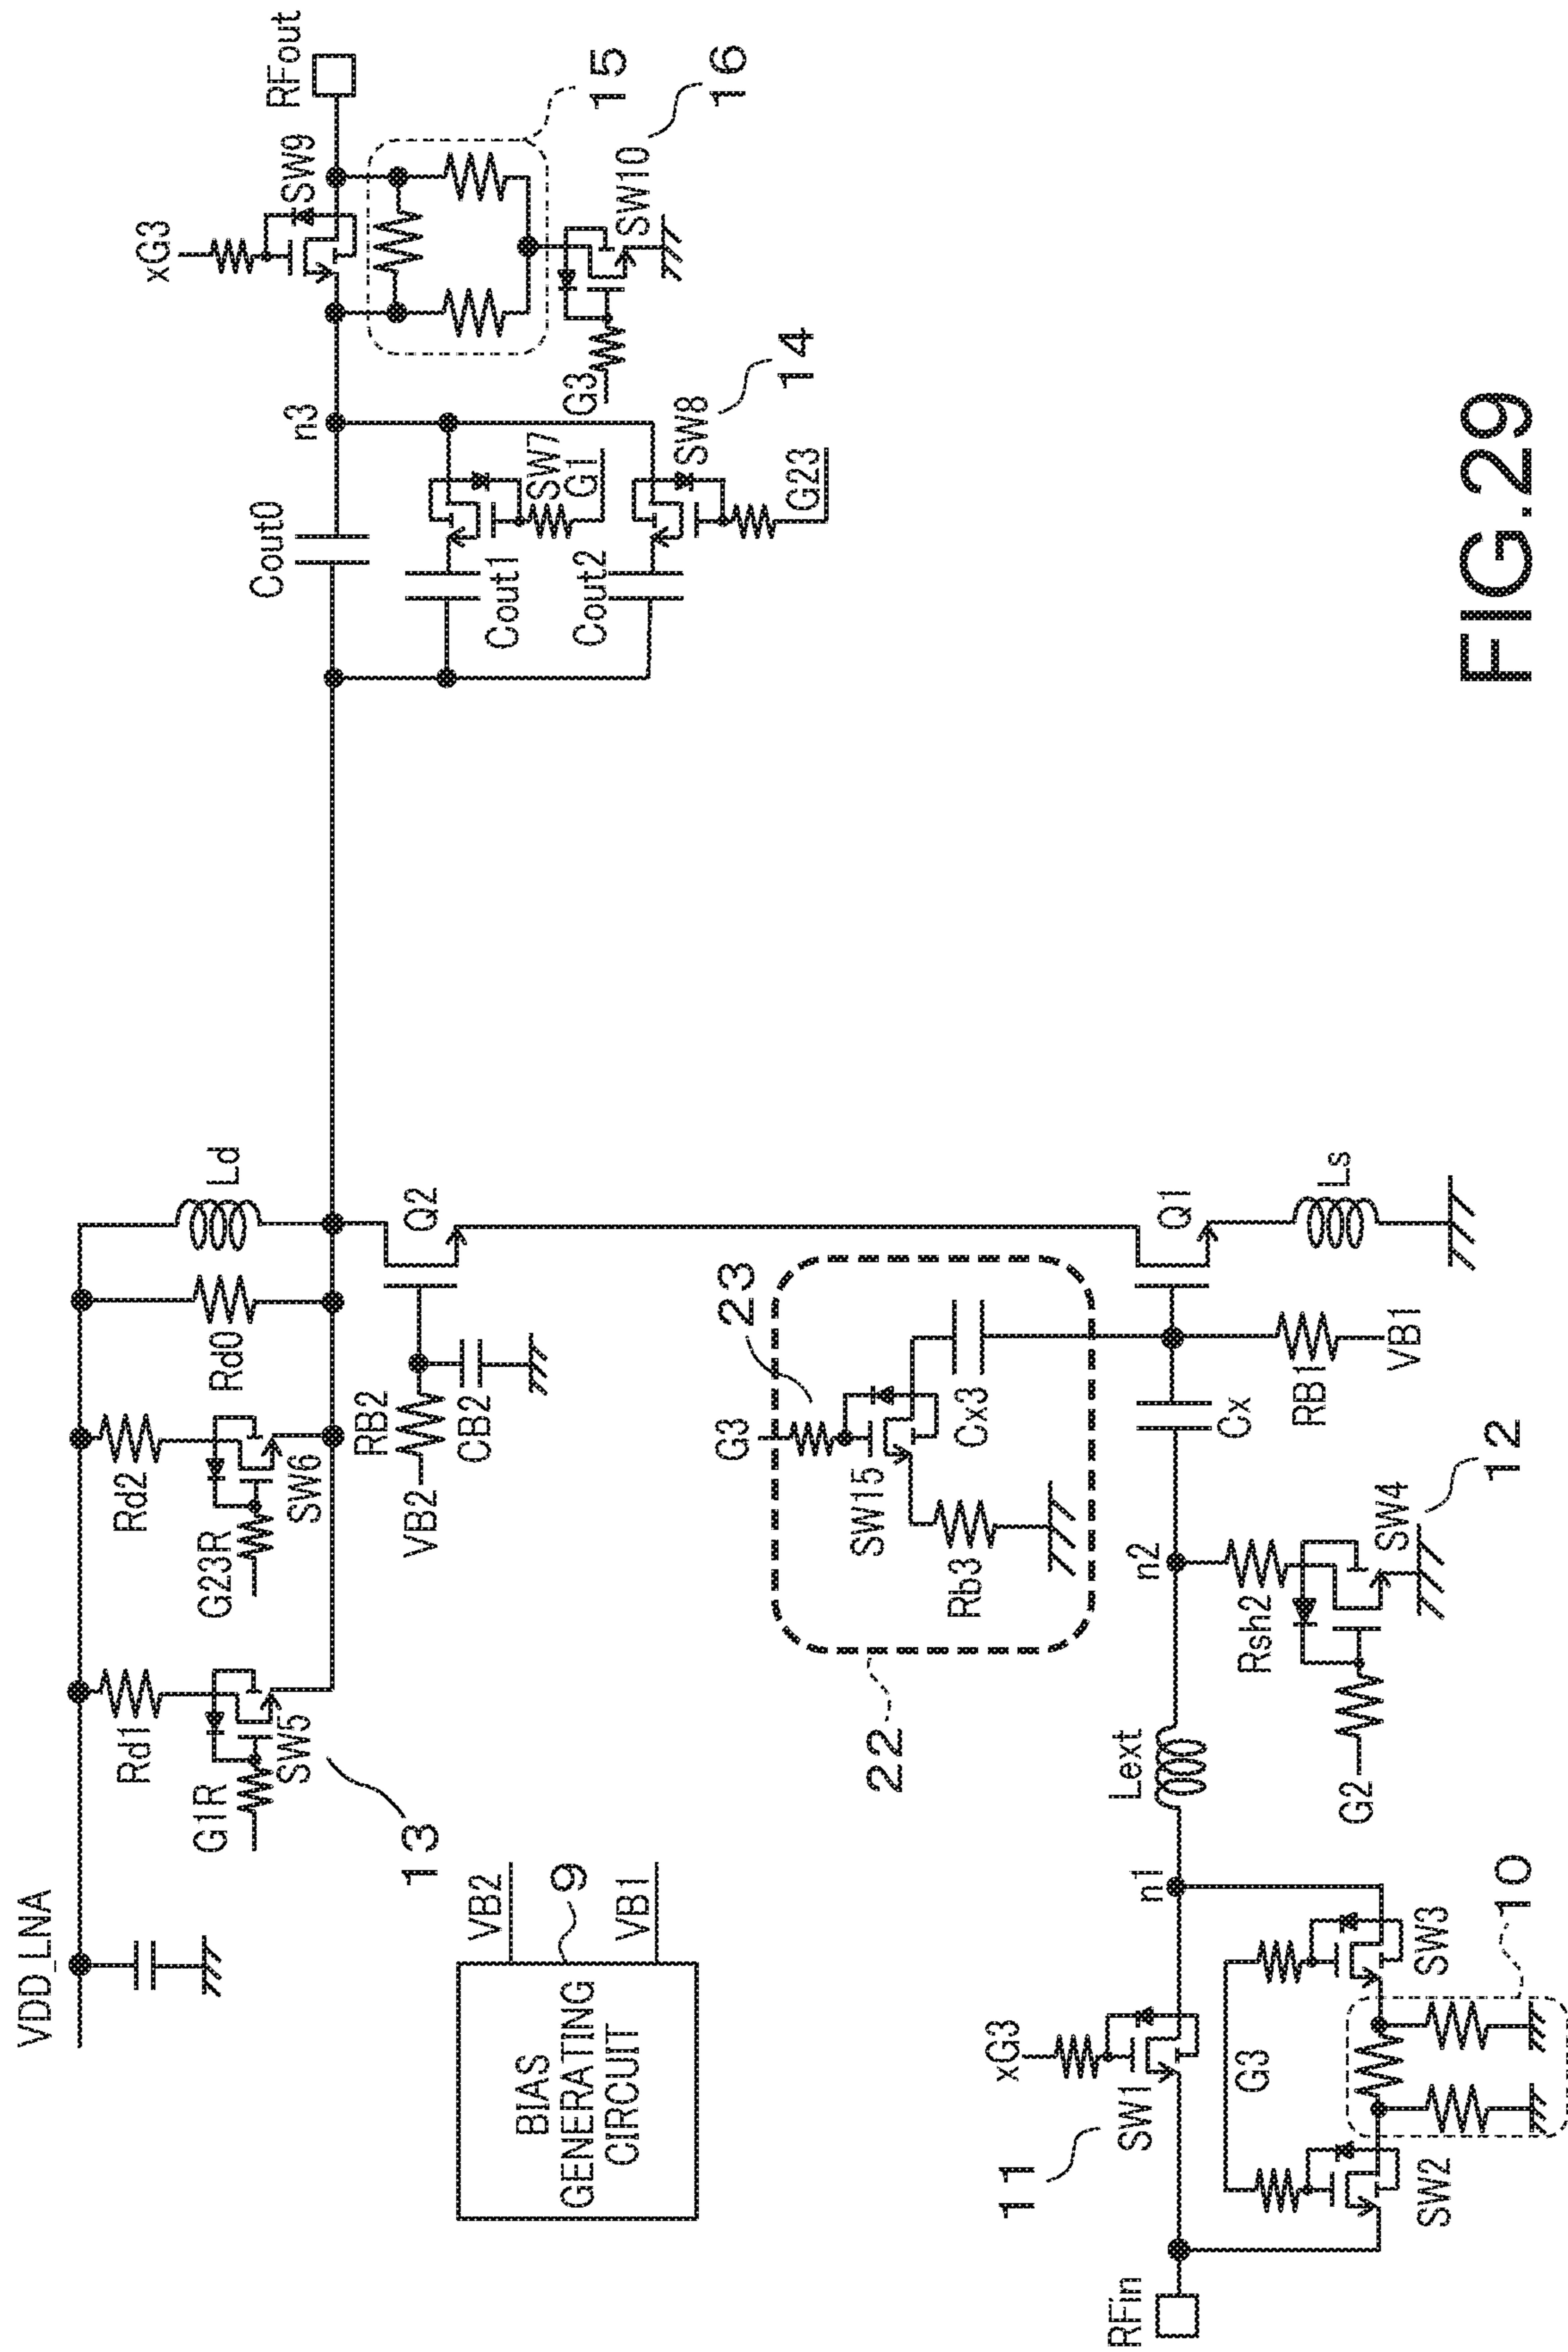 VDD_LNA
Rd1
G1R
SW5
13
Rd2
G23R
SW6
Rd0
Ld
RB2
VB2
CB2
Q2
BIAS
GENERATING
CIRCUIT
VB2
9
VB1
Cout0
n3
Cout1
SW7
G1
Cout2
SW8
G23
14
xG3
SW9
RFout
15
G3
SW10
16
22
23
G3
SW15
Cx3
Rb3
RFin
11
xG3
SW1
n1
G3
SW2
SW3
10
Lext
n2
Rsh2
G2
SW4
12
Cx
RB1
VB1
Q1
Ls
FIG.29